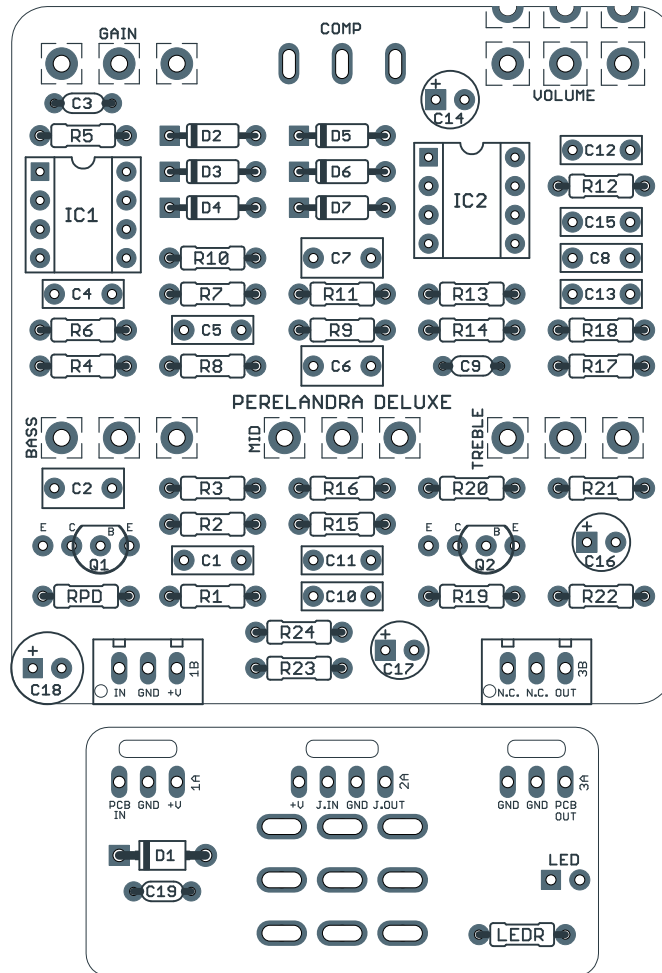 GAIN
COMP
VOLUME
C3
+
C14
R5
D2
D5
C12
IC1
D3
D6
IC2
R12
D4
D7
C15
R10
C7
C8
C4
R7
R11
R13
C13
R6
C5
R9
R14
R18
R4
R8
C6
C9
R17
PERELANDRA DELUXE
BASS
MID
TREBLE
C2
R3
R16
R20
R21
R2
R15
+
E
C
B
E
E
C
B
E
Q1
C1
C11
Q2
C16
RPD
R1
C10
R19
R22
R24
+
+
C18
IN GND +V
1B
R23
C17
N.C. N.C. OUT
3B
1A
2A
3A
PCB IN GND +V
+V J.IN GND J.OUT
GND GND PCB OUT
D1
LED
C19
LEDR